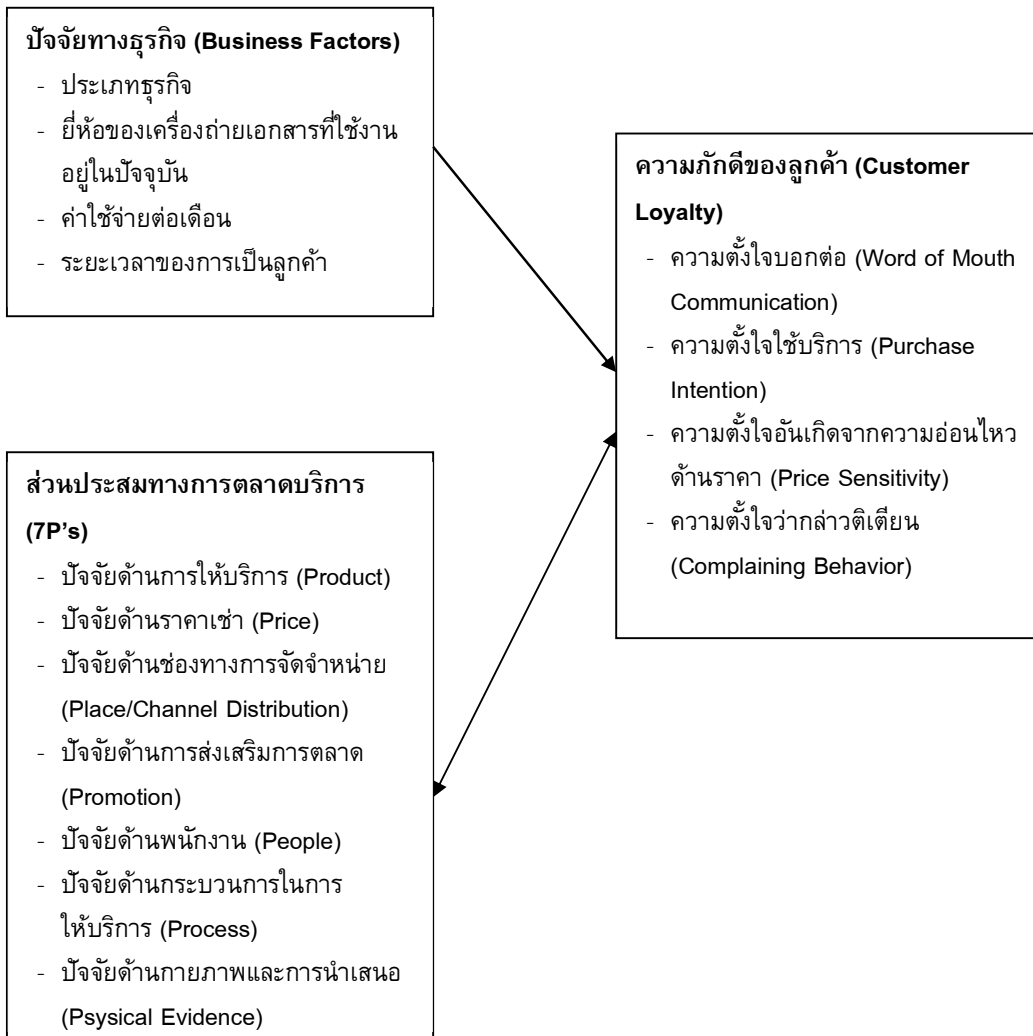 ปัจจัยทางธุรกิจ (Business Factors)
- ประเภทธุรกิจ
- ยี่ห้อของเครื่องถ่ายเอกสารที่ใช้งาน
อยู่ในปัจจุบัน
- ค่าใช้จ่ายต่อเดือน
- ระยะเวลาของการเป็นลูกค้า
ความภักดีของลูกค้า (Customer
Loyalty)
- ความตั้งใจบอกต่อ (Word of Mouth
Communication)
- ความตั้งใจใช้บริการ (Purchase
Intention)
- ความตั้งใจอันเกิดจากความอ่อนไหว
ด้านราคา (Price Sensitivity)
- ความตั้งใจว่ากล่าวติเตียน
(Complaining Behavior)
ส่วนประสมทางการตลาดบริการ
(7P's)
- ปัจจัยด้านการให้บริการ (Product)
- ปัจจัยด้านราคาเช่า (Price)
- ปัจจัยด้านช่องทางการจัดจำหน่าย
(Place/Channel Distribution)
- ปัจจัยด้านการส่งเสริมการตลาด
(Promotion)
- ปัจจัยด้านพนักงาน (People)
- ปัจจัยด้านกระบวนการในการ
ให้บริการ (Process)
- ปัจจัยด้านกายภาพและการนำเสนอ
(Psysical Evidence)